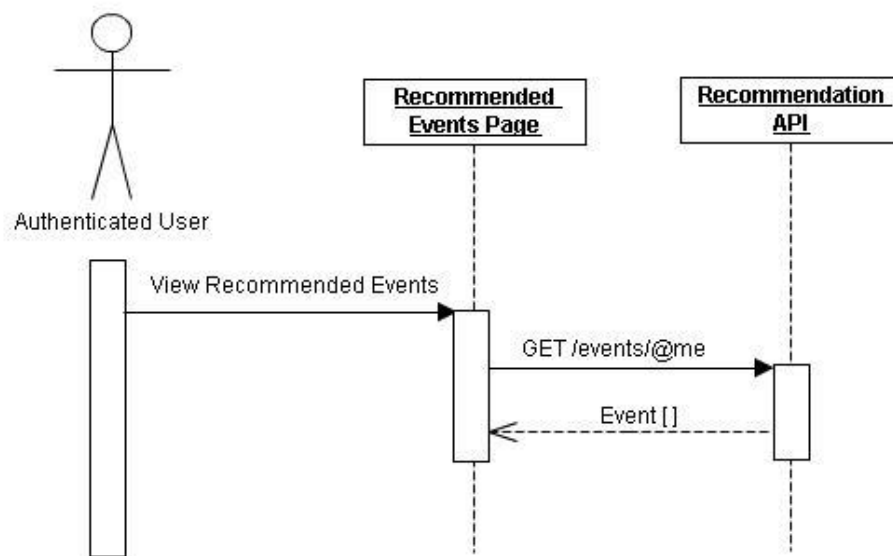 Recommended
Events Page
Recommendation
API
Authenticated User
View Recommended Events
GET /events/@me
Event [ ]